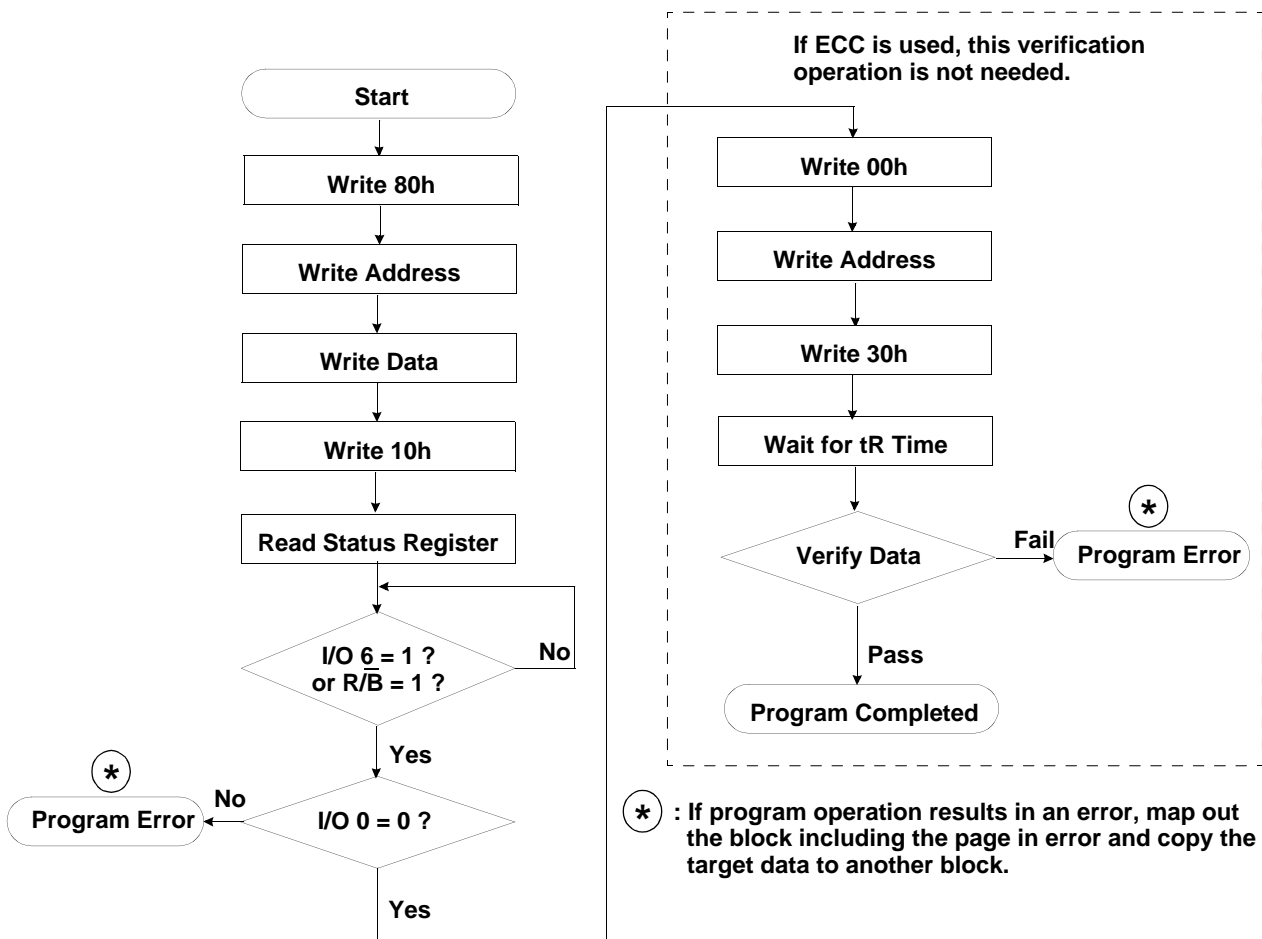 Start
Write 80h
Write Address
Write Data
Write 10h
Read Status Register
I/O 6 = 1 ?
or R/B = 1 ?
No
Yes
*
Program Error
No
I/O 0 = 0 ?
Yes
If ECC is used, this verification
operation is not needed.
Write 00h
Write Address
Write 30h
Wait for tR Time
Verify Data
Fail
*
Program Error
Pass
Program Completed
* : If program operation results in an error, map out
the block including the page in error and copy the
target data to another block.